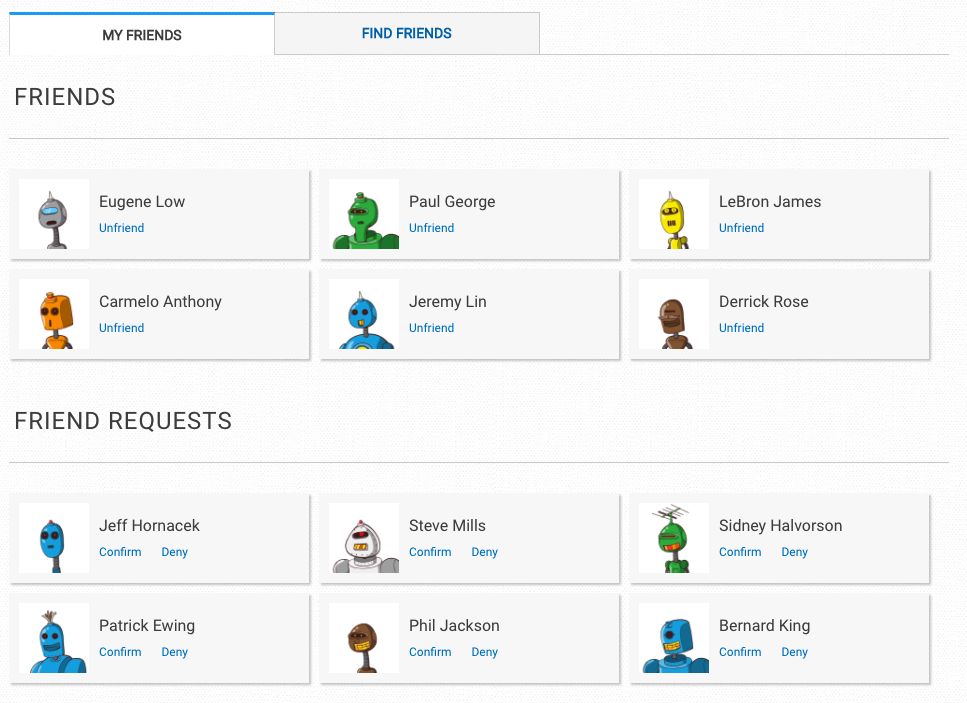 MY FRIENDS FIND FRIENDS
FRIENDS
Eugene Low Paul George LeBron James
Unfriend Unfriend Unfriend
Carmelo Anthony Jeremy Lin Derrick Rose
Unfriend Unfriend Unfriend
FRIEND REQUESTS
Jeff Hornacek Steve Mills Sidney Halvorson
Confirm Deny Confirm Deny Confirm Deny
Patrick Ewing Phil Jackson Bernard King
Confirm Deny Confirm Deny Confirm Deny